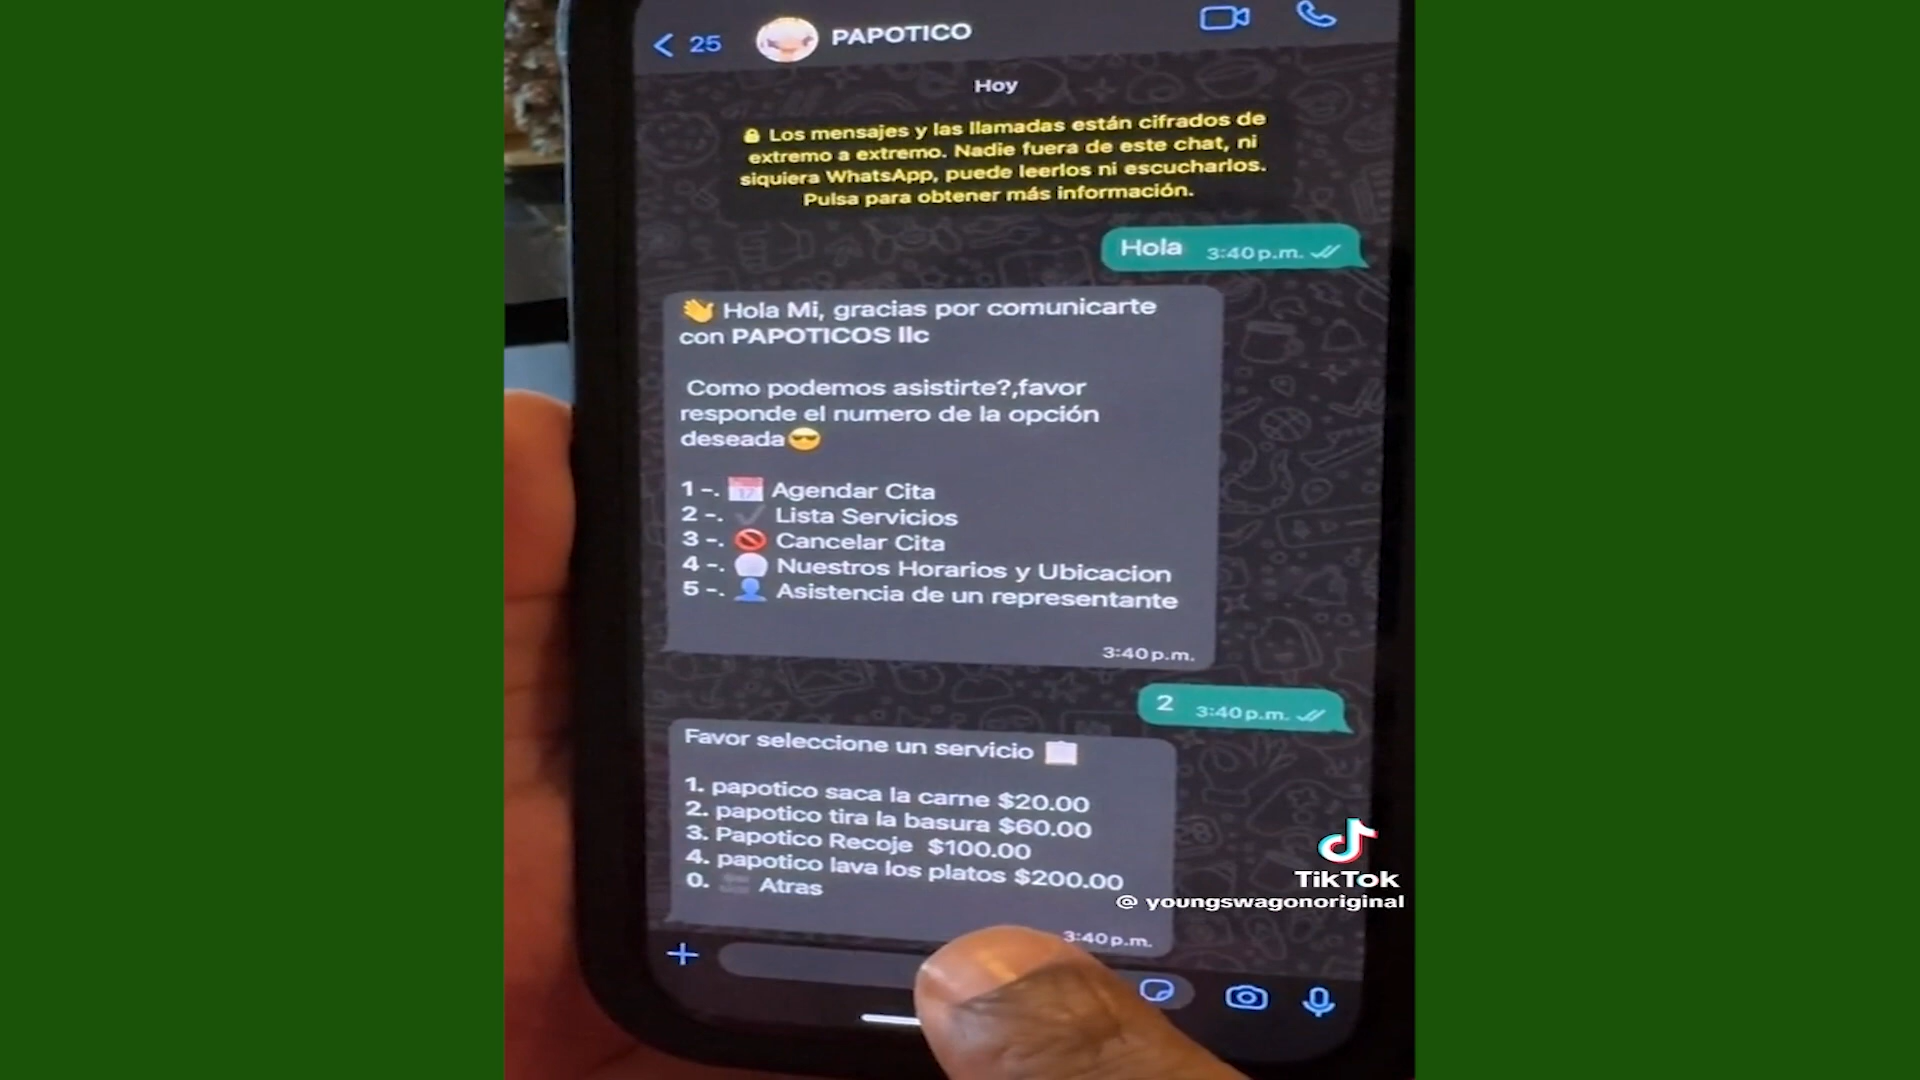 25 PAPOTICO
Hoy
Los mensajes y las llamadas están cifrados de
extremo a extremo. Nadie fuera de este chat, ni
siquiera WhatsApp, puede leerlos ni escucharlos.
Pulsa para obtener más información.
Hola 3:40 p.m.
👋 Hola Mi, gracias por comunicarte
con PAPOTICOS llc
Como podemos asistirte?,favor
responde el numero de la opción
deseada😎
1 -. 📅 Agendar Cita
2 -. ✔️ Lista Servicios
3 -. 🚫 Cancelar Cita
4 -. Nuestros Horarios y Ubicacion
5 -. 👤 Asistencia de un representante
3:40 p.m.
2 3:40 p.m.
Favor seleccione un servicio
1. papotico saca la carne $20.00
2. papotico tira la basura $60.00
3. Papotico Recoje $100.00
4. papotico lava los platos $200.00
0. Atras
3:40 p.m.
TikTok
@ youngswagonoriginal